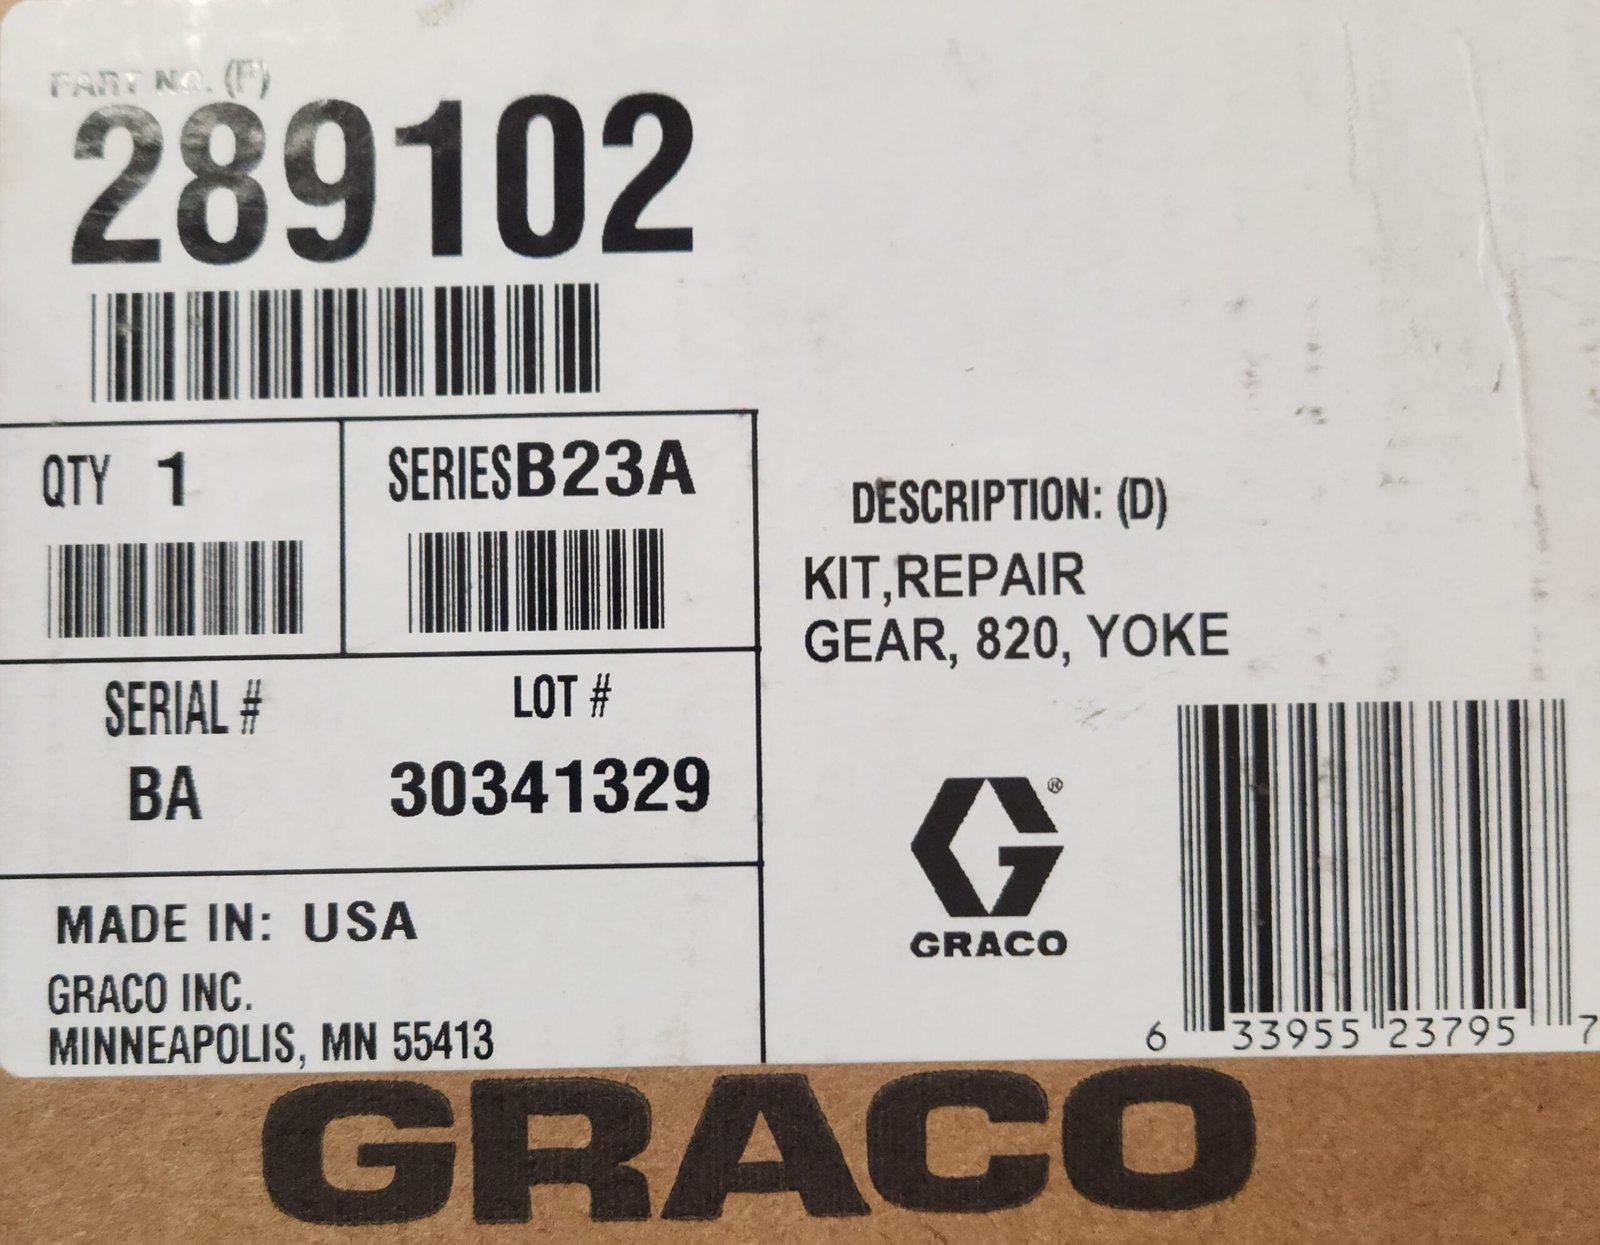 PART NO. (P)
289102
QTY 1
SERIES B23A
SERIAL #
LOT #
BA
30341329
MADE IN: USA
GRACO INC.
MINNEAPOLIS, MN 55413
DESCRIPTION: (D)
KIT,REPAIR
GEAR, 820, YOKE
®
GRACO
6 33955 23795 7
GRACO